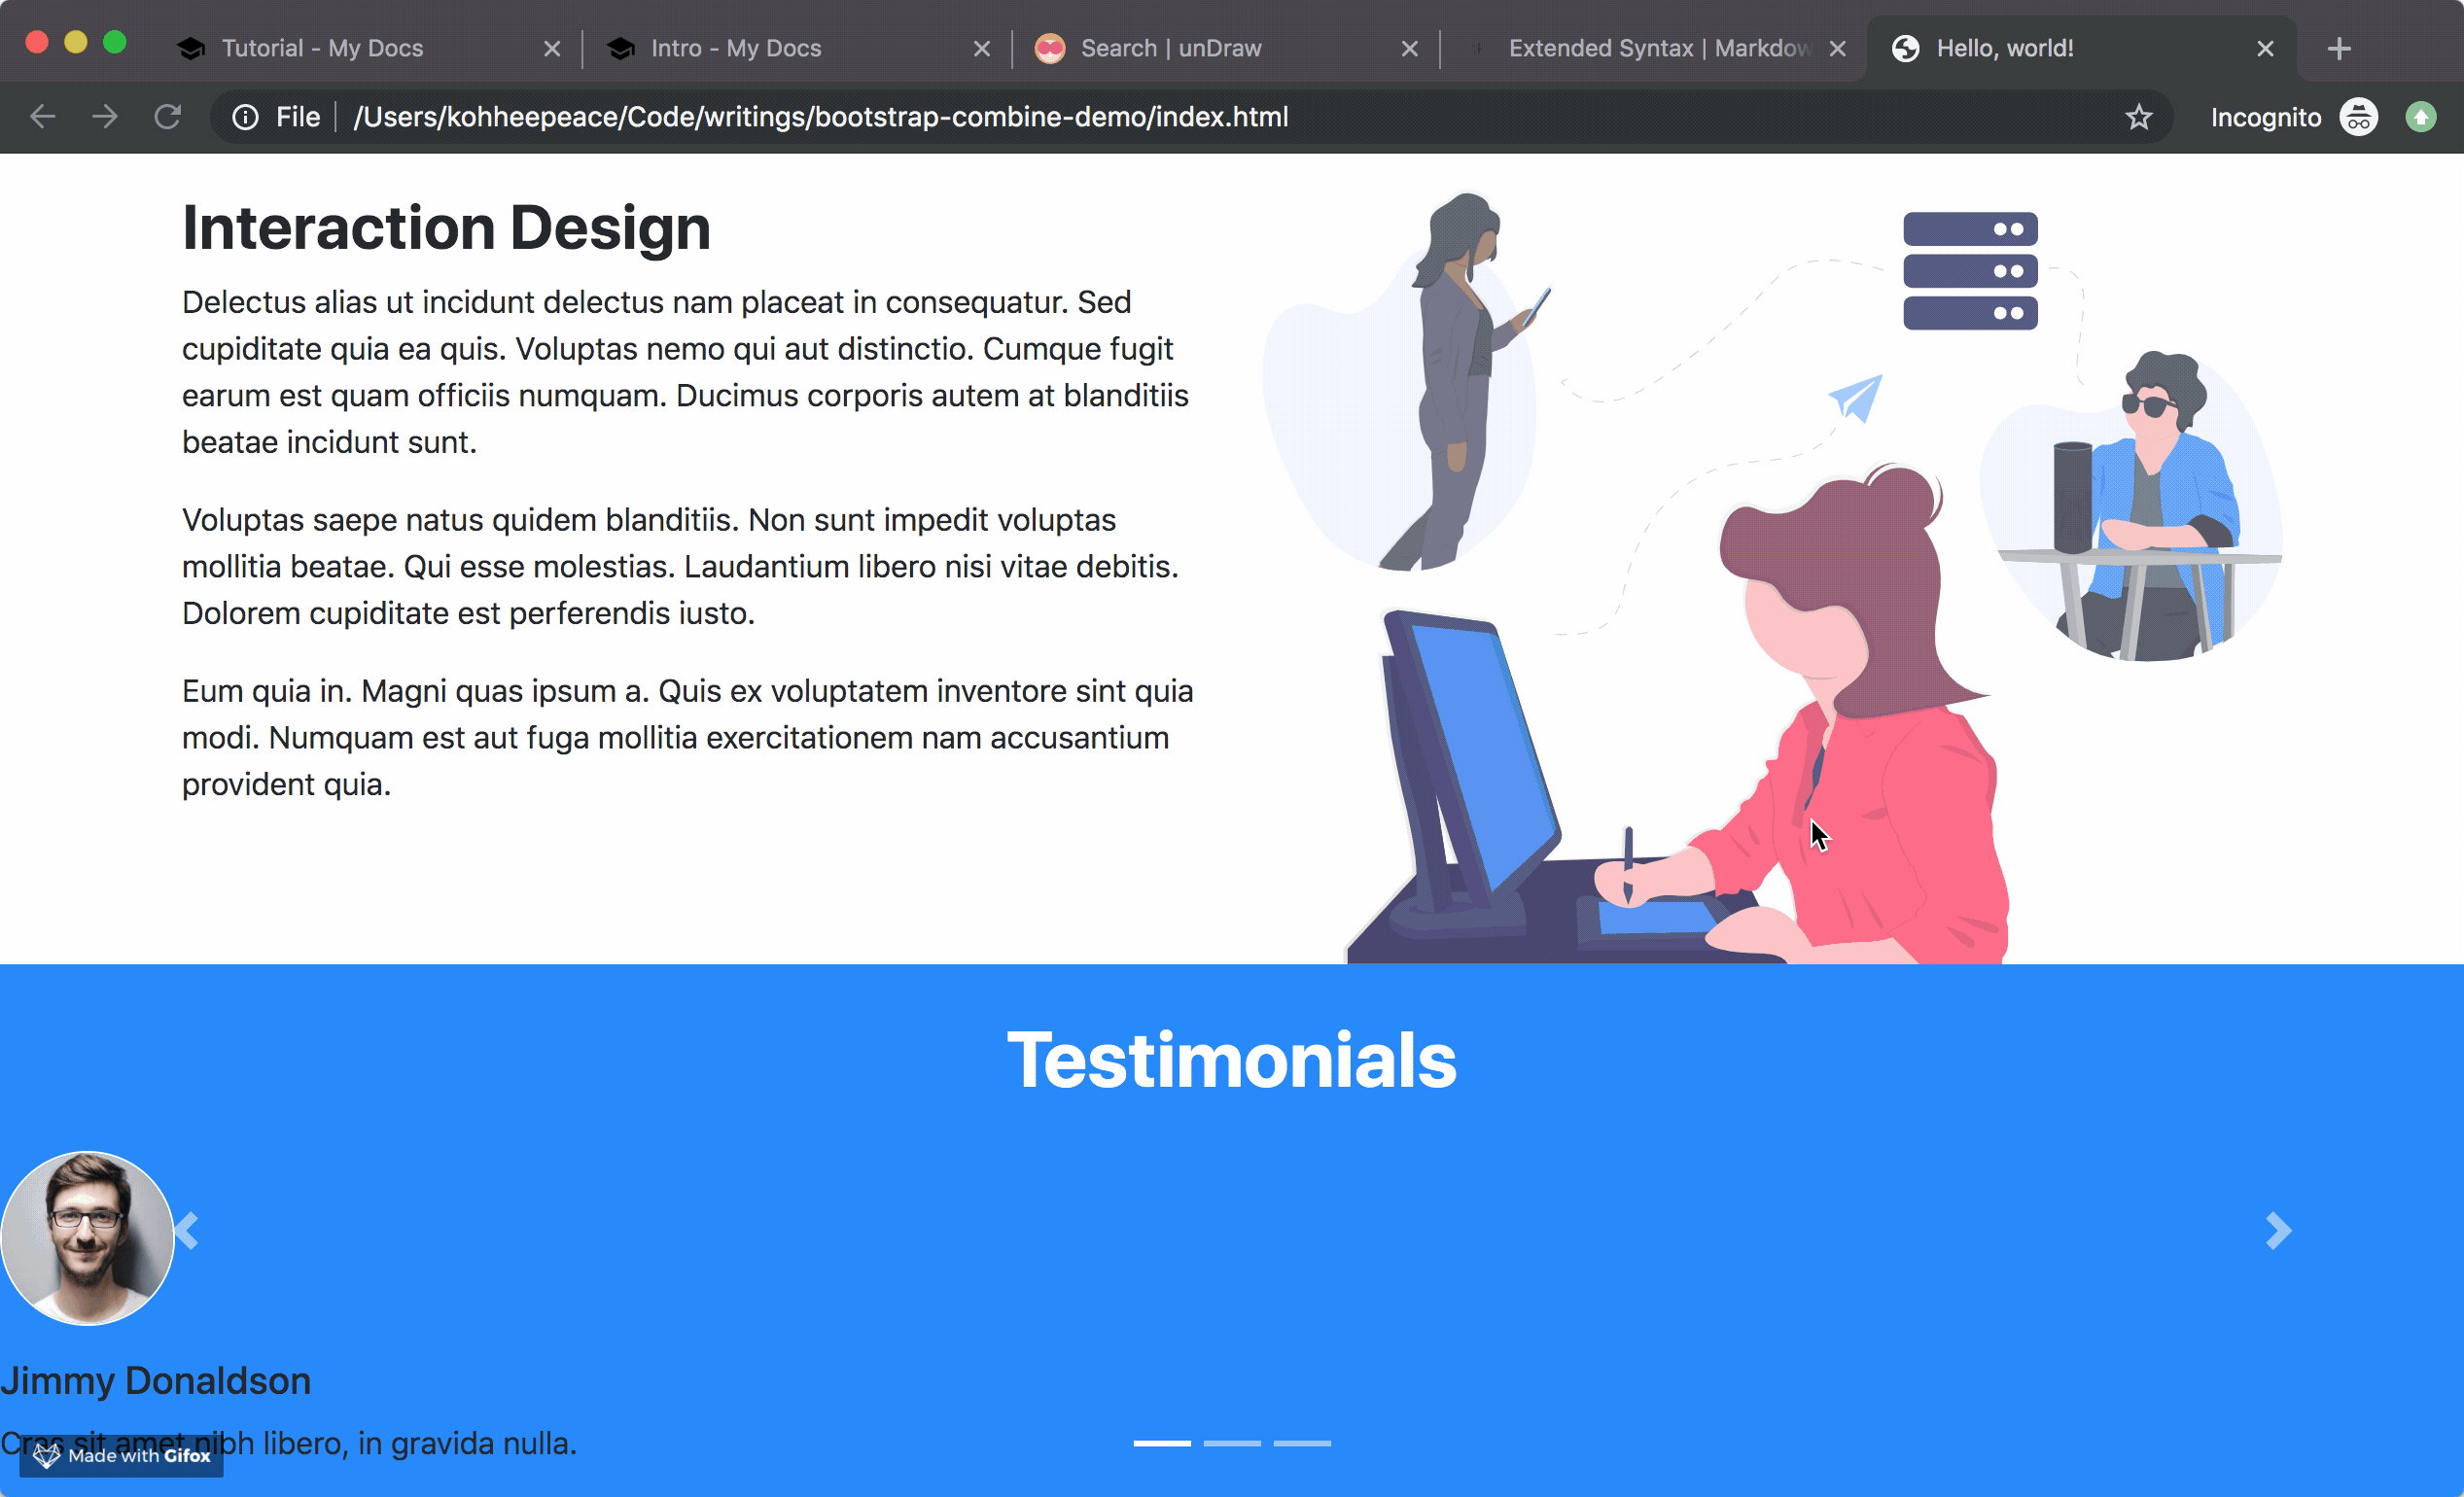 Tutorial - My Docs
Intro - My Docs
Search | unDraw
Extended Syntax | Markdow
Hello, world!
File
/Users/kohheepeace/Code/writings/bootstrap-combine-demo/index.html
Incognito
Interaction Design
Delectus alias ut incidunt delectus nam placeat in consequatur. Sed
cupiditate quia ea quis. Voluptas nemo qui aut distinctio. Cumque fugit
earum est quam officiis numquam. Ducimus corporis autem at blanditiis
beatae incidunt sunt.
Voluptas saepe natus quidem blanditiis. Non sunt impedit voluptas
mollitia beatae. Qui esse molestias. Laudantium libero nisi vitae debitis.
Dolorem cupiditate est perferendis iusto.
Eum quia in. Magni quas ipsum a. Quis ex voluptatem inventore sint quia
modi. Numquam est aut fuga mollitia exercitationem nam accusantium
provident quia.
Testimonials
Jimmy Donaldson
Cras sit amet nibh libero, in gravida nulla.
Made with Gifox